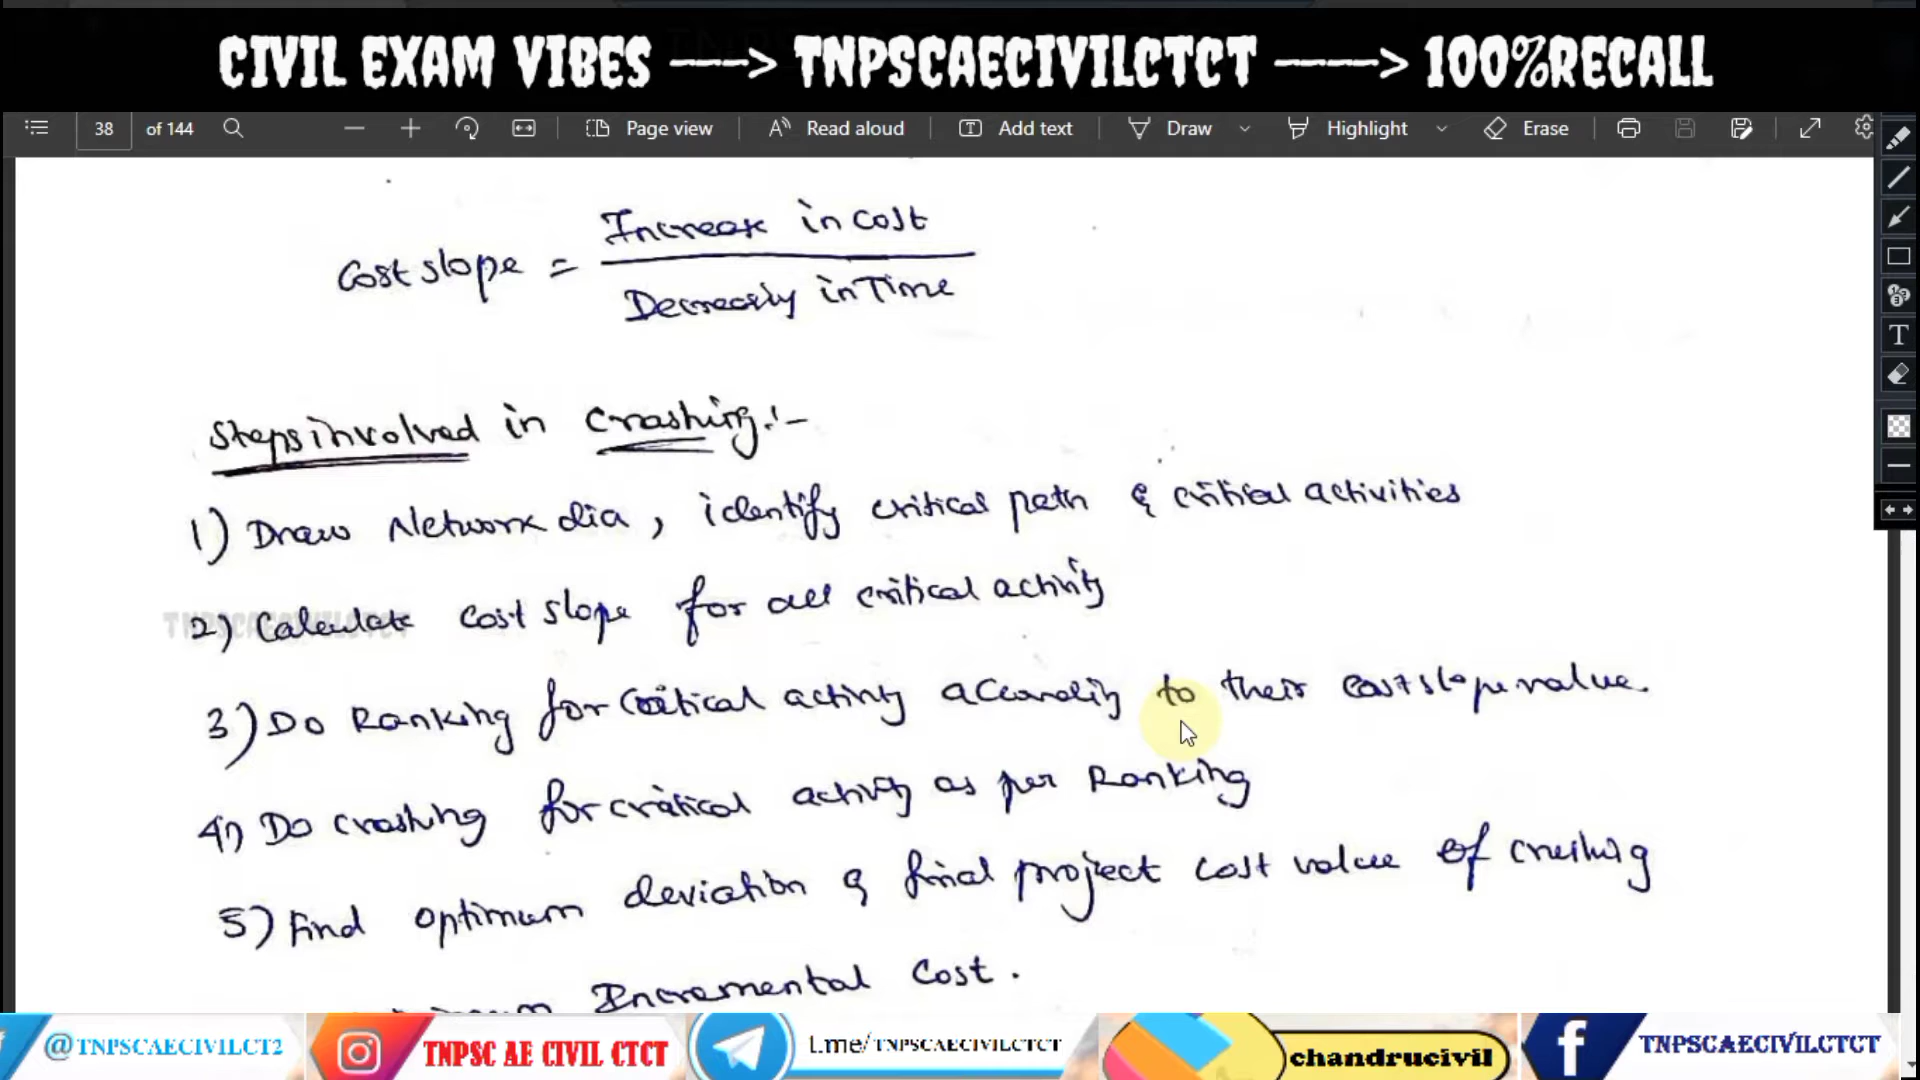 CIVIL EXAM VIBES ---> TNPSCAECIVILCTCT ----> 100%RECALL
38 of 144 Page view Read aloud Add text Draw Highlight Erase
Increase in cost
Cost slope =
Decreasly in Time
Steps involved in Crashing:-
1) Draw Network dia, identify critical path & critical activities
2) Calculate cost slope for all critical activity
3) Do Ranking for critical activity accordig to their cost slope value.
4) Do crashing for critical activity as per Ranking
5) Find optimum deviation & final project cost value of crushing
Incremental Cost.
TNPSCAECIVILCTCT
@TNPSCAECIVILCT2 TNPSC AE CIVIL CTCT t.me/TNPSCAECIVILCTCT chandrucivil TNPSCAECIVILCTCT